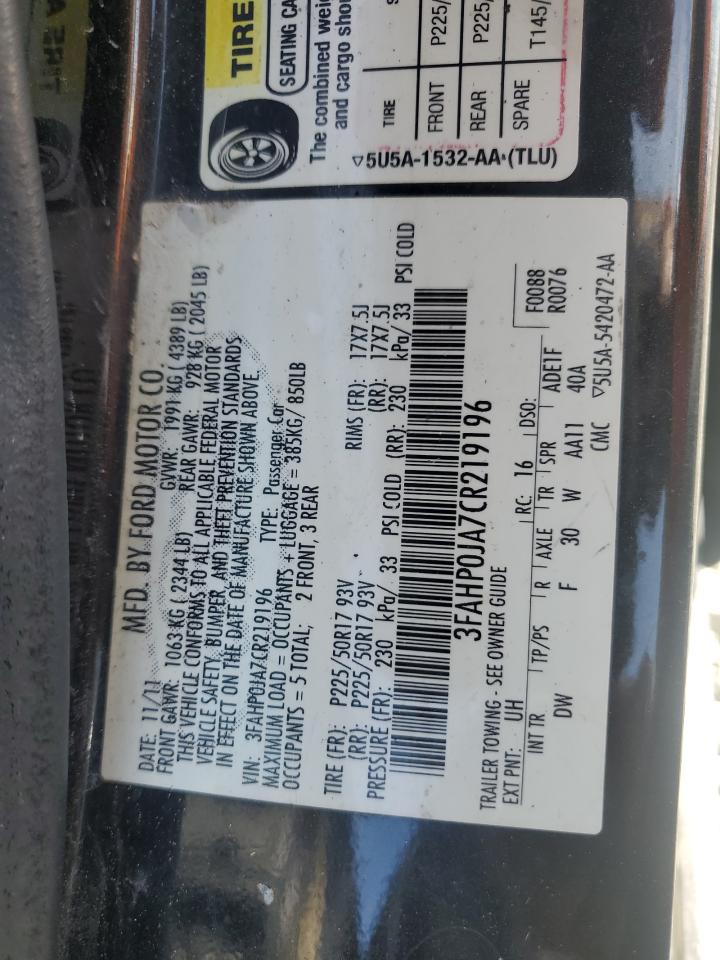 MFD. BY FORD MOTOR CO.
DATE: 11/11 GVWR: 1991 KG ( 4389 LB)
FRONT GAWR: 1063 KG ( 2344 LB) REAR GAWR: 928 KG ( 2045 LB)
THIS VEHICLE CONFORMS TO ALL APPLICABLE FEDERAL MOTOR
VEHICLE SAFETY, BUMPER, AND THEFT PREVENTION STANDARDS
IN EFFECT ON THE DATE OF MANUFACTURE SHOWN ABOVE.
VIN: 3FAHP0JA7CR219196 TYPE: Passenger Car
MAXIMUM LOAD = OCCUPANTS + LUGGAGE = 385KG/ 850LB
OCCUPANTS = 5 TOTAL; 2 FRONT, 3 REAR
TIRE (FR): P225/50R17 93V RIMS (FR): 17X7.5J
(RR): P225/50R17 93V (RR): 17X7.5J
PRESSURE (FR): 230 kPa/ 33 PSI COLD (RR): 230 kPa/ 33 PSI COLD
3FAHP0JA7CR219196
TRAILER TOWING - SEE OWNER GUIDE
EXT PNT: UH RC: 16 DSO: F0088
R0076
INT TR TP/PS R AXLE TR SPR ADE1F
DW F 30 W AA11 40A
CMC ▽5U5A-5420472-AA
TIRE
SEATING CA
The combined wei
and cargo sho
TIRE S
FRONT P225/
REAR P225/
SPARE T145/
▽5U5A-1532-AA (TLU)